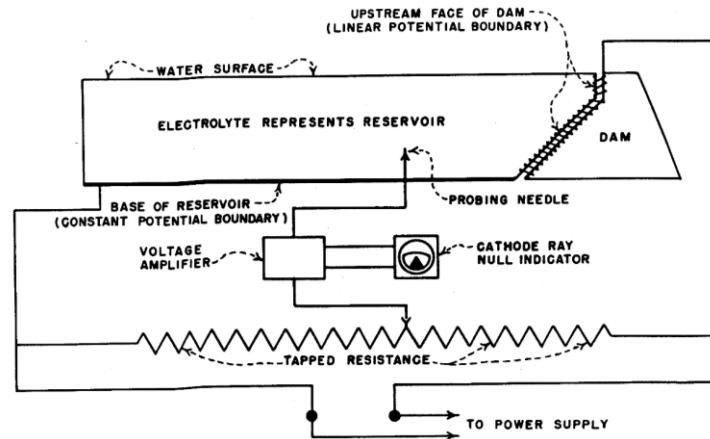 UPSTREAM FACE OF DAM
(LINEAR POTENTIAL BOUNDARY)
WATER SURFACE
ELECTROLYTE REPRESENTS RESERVOIR
DAM
BASE OF RESERVOIR
(CONSTANT POTENTIAL BOUNDARY)
PROBING NEEDLE
VOLTAGE
AMPLIFIER
CATHODE RAY
NULL INDICATOR
TAPPED RESISTANCE
TO POWER SUPPLY